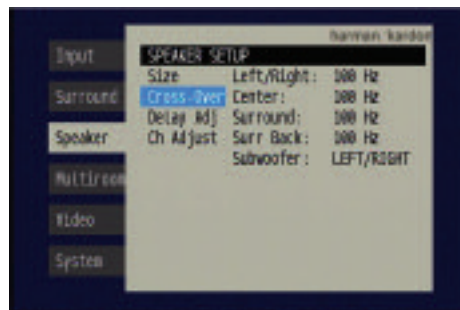 harman kardon
Input
Surround
Speaker
Multiroom
Video
System
SPEAKER SETUP
Size Left/Right: 100 Hz
Cross-Over Center: 100 Hz
Delay Adj Surround: 100 Hz
Ch Adjust Surr Back: 100 Hz
Subwoofer: LEFT/RIGHT